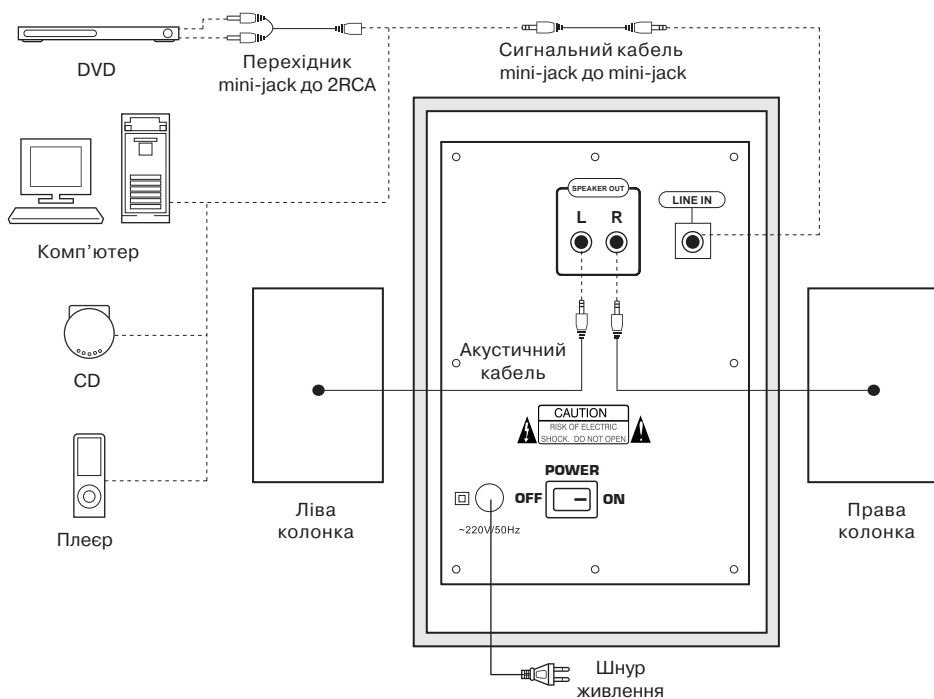 DVD
Перехідник
mini-jack до 2RCA
Сигнальний кабель
mini-jack до mini-jack
Комп'ютер
CD
Плеєр
SPEAKER OUT
L R
LINE IN
Акустичний
кабель
CAUTION
RISK OF ELECTRIC
SHOCK. DO NOT OPEN
POWER
OFF ON
~220V/50Hz
Ліва
колонка
Права
колонка
Шнур
живлення